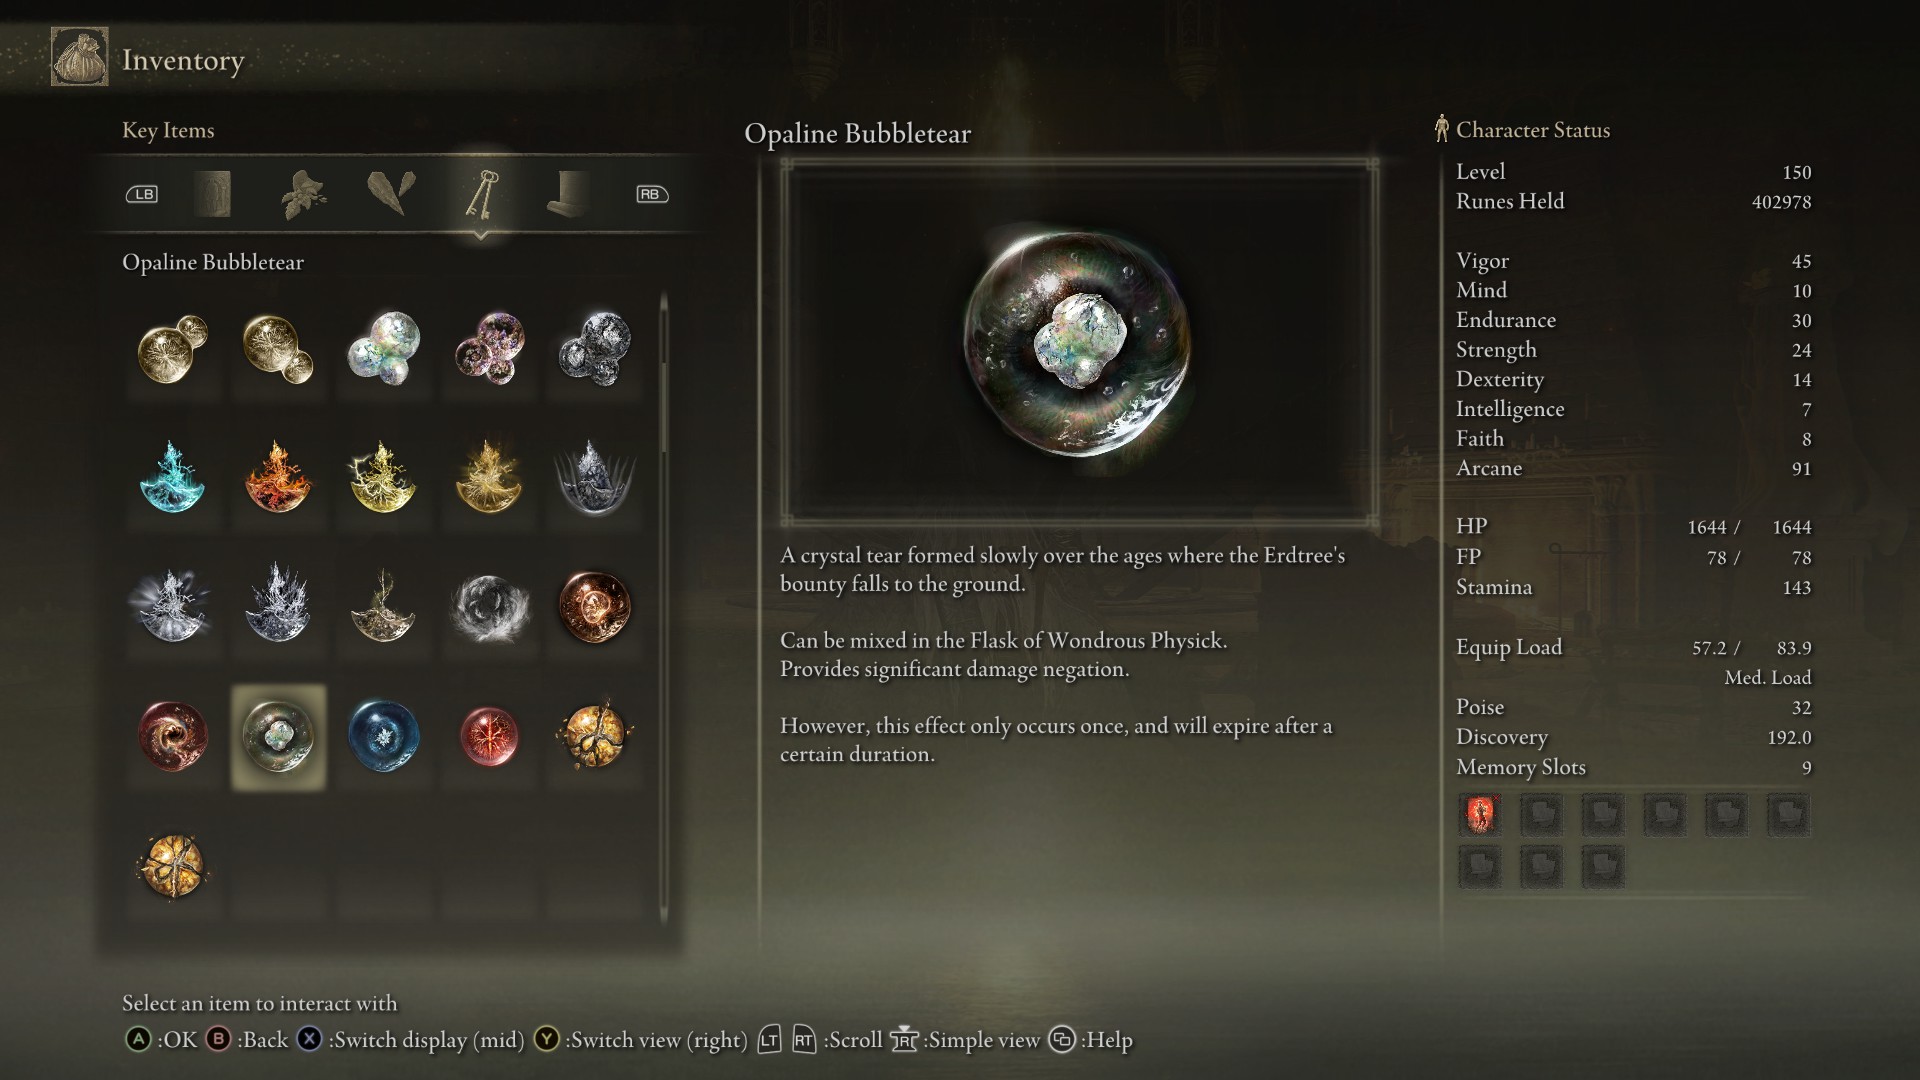 Inventory
Key Items
LB
RB
Opaline Bubbletear
Opaline Bubbletear
A crystal tear formed slowly over the ages where the Erdtree's
bounty falls to the ground.
Can be mixed in the Flask of Wondrous Physick.
Provides significant damage negation.
However, this effect only occurs once, and will expire after a
certain duration.
Character Status
Level 150
Runes Held 402978
Vigor 45
Mind 10
Endurance 30
Strength 24
Dexterity 14
Intelligence 7
Faith 8
Arcane 91
HP 1644 / 1644
FP 78 / 78
Stamina 143
Equip Load 57.2 / 83.9
Med. Load
Poise 32
Discovery 192.0
Memory Slots 9
Select an item to interact with
A :OK B :Back X :Switch display (mid) Y :Switch view (right) LT RT :Scroll R :Simple view :Help